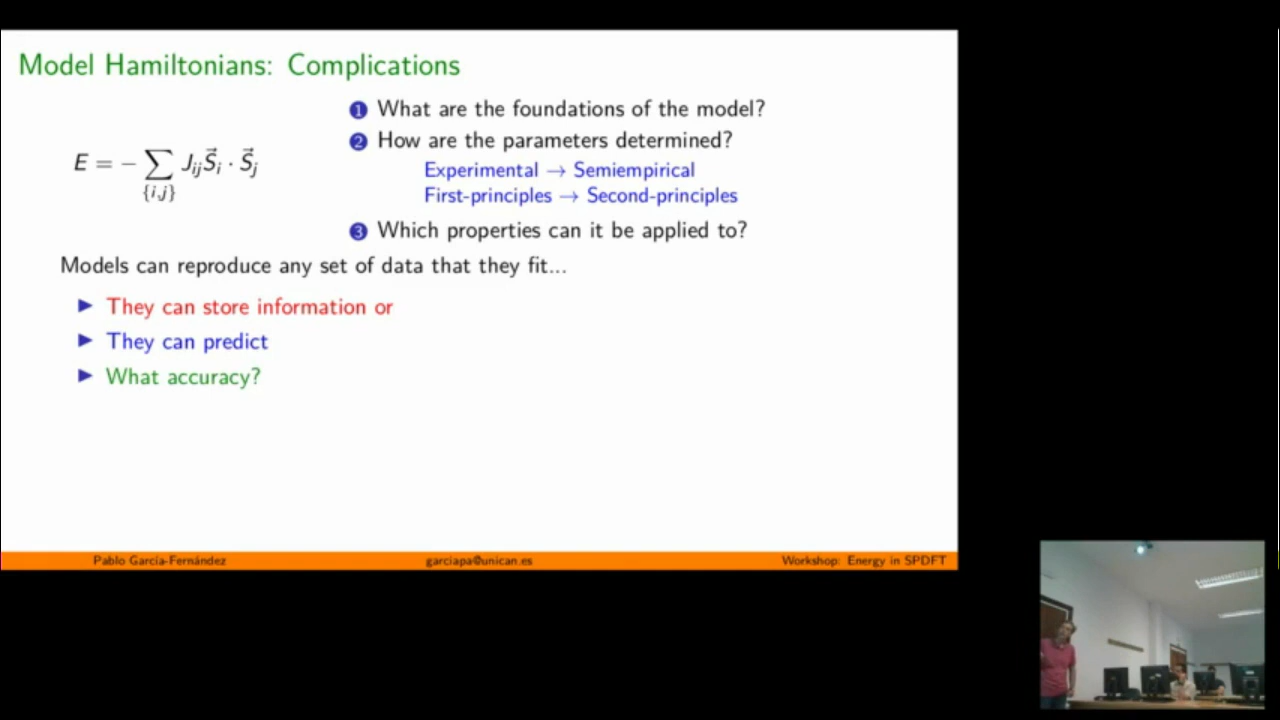 Model Hamiltonians: Complications
E = − ∑ J_{ij} S⃗_i · S⃗_j
{i,j}
1 What are the foundations of the model?
2 How are the parameters determined?
Experimental → Semiempirical
First-principles → Second-principles
3 Which properties can it be applied to?
Models can reproduce any set of data that they fit...
▶ They can store information or
▶ They can predict
▶ What accuracy?
Pablo García-Fernández garciapa@unican.es Workshop: Energy in SPDFT